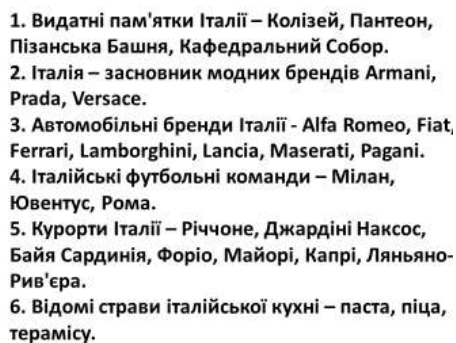 1. Видатні пам'ятки Італії – Колізей, Пантеон,
Пізанська Башня, Кафедральний Собор.
2. Італія – засновник модних брендів Armani,
Prada, Versace.
3. Автомобільні бренди Італії - Alfa Romeo, Fiat,
Ferrari, Lamborghini, Lancia, Maserati, Pagani.
4. Італійські футбольні команди – Мілан,
Ювентус, Рома.
5. Курорти Італії – Річчоне, Джардіні Наксос,
Байя Сардинія, Форіо, Майорі, Капрі, Ляньяно-
Рив'єра.
6. Відомі страви італійської кухні – паста, піца,
терамісу.